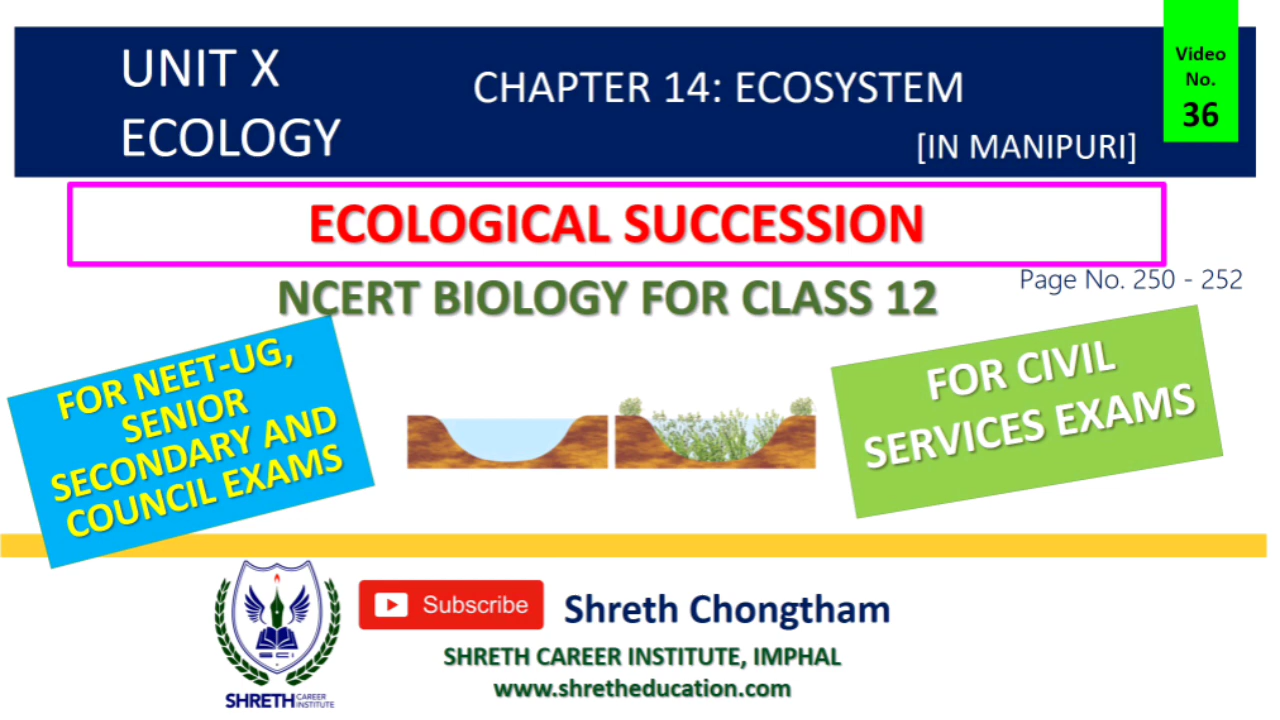 UNIT X
ECOLOGY
CHAPTER 14: ECOSYSTEM
[IN MANIPURI]
Video
No.
36
ECOLOGICAL SUCCESSION
NCERT BIOLOGY FOR CLASS 12
Page No. 250 - 252
FOR NEET-UG,
SENIOR
SECONDARY AND
COUNCIL EXAMS
FOR CIVIL
SERVICES EXAMS
Subscribe
Shreth Chongtham
SHRETH CAREER INSTITUTE, IMPHAL
www.shretheducation.com
SHRETH CAREER
INSTITUTE